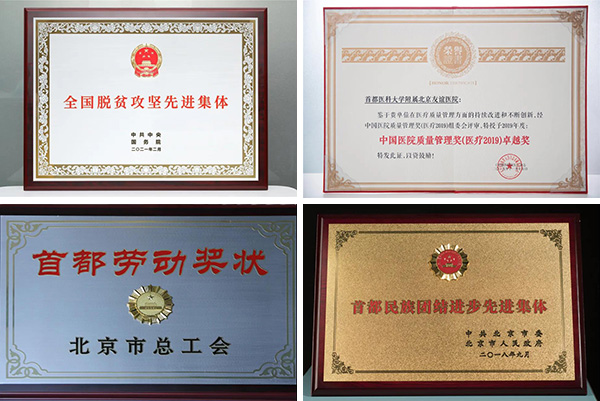 全国脱贫攻坚先进集体
中共中央
国务院
二〇二一年二月
荣誉
首都医科大学附属北京友谊医院：
鉴于贵单位在医疗质量管理方面的持续改进和不断创新，经
中国医院质量管理奖(医疗2019)组委会评审，特授予2019年度：
中国医院质量管理奖(医疗2019)卓越奖
特发此证，以资鼓励！
首都劳动奖状
北京市总工会
首都民族团结进步先进集体
中共北京市委
北京市人民政府
二〇一八年九月